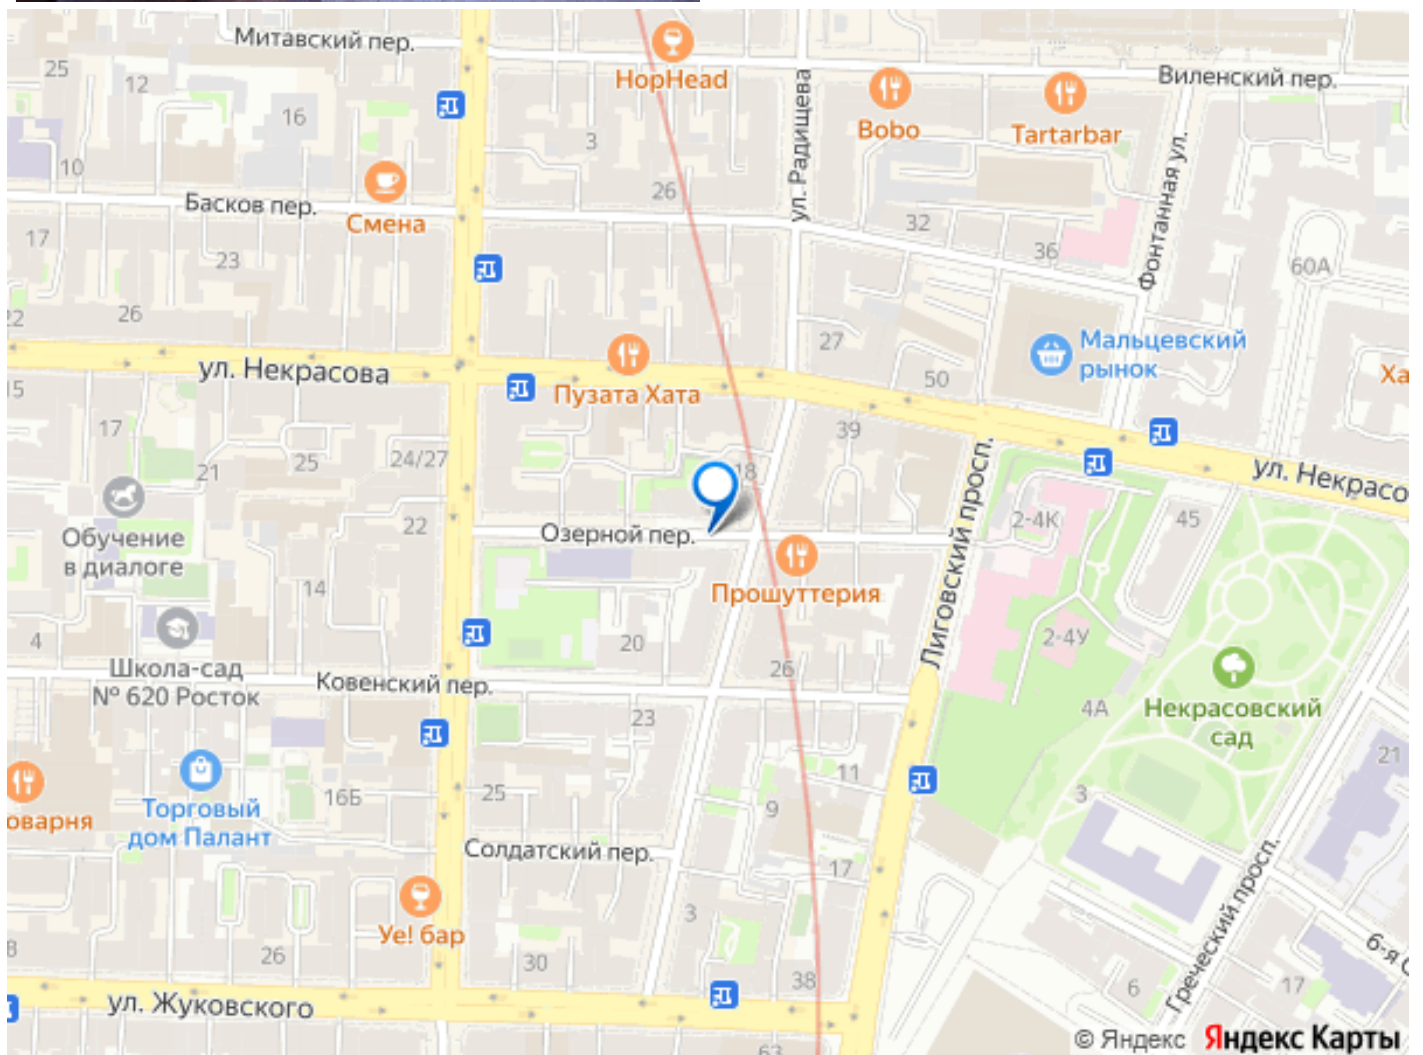 Митавский пер.
25
12
16
10
HopHead
3
26
ул. Радищева
Bobo
Tartarbar
Виленский пер.
Фонтанная ул.
Басков пер.
Смена
17
23
32
36
60А
22
26
27
Мальцевский
рынок
50
Ха
ул. Некрасова
Пузата Хата
15
17
21
25
24/27
39
18
Лиговский просп.
ул. Некрасо
22
Обучение
в диалоге
Озерной пер.
2-4К
45
Прошуттерия
14
4
20
2-4У
Школа-сад
№ 620 Росток
Ковенский пер.
26
4А
Некрасовский
сад
23
21
11
16Б
25
9
3
оварня
Торговый
дом Палант
Солдатский пер.
17
Греческий просп.
3
Уе! бар
8
26
30
38
6
17
6-я С
ул. Жуковского
63
© Яндекс Яндекс Карты